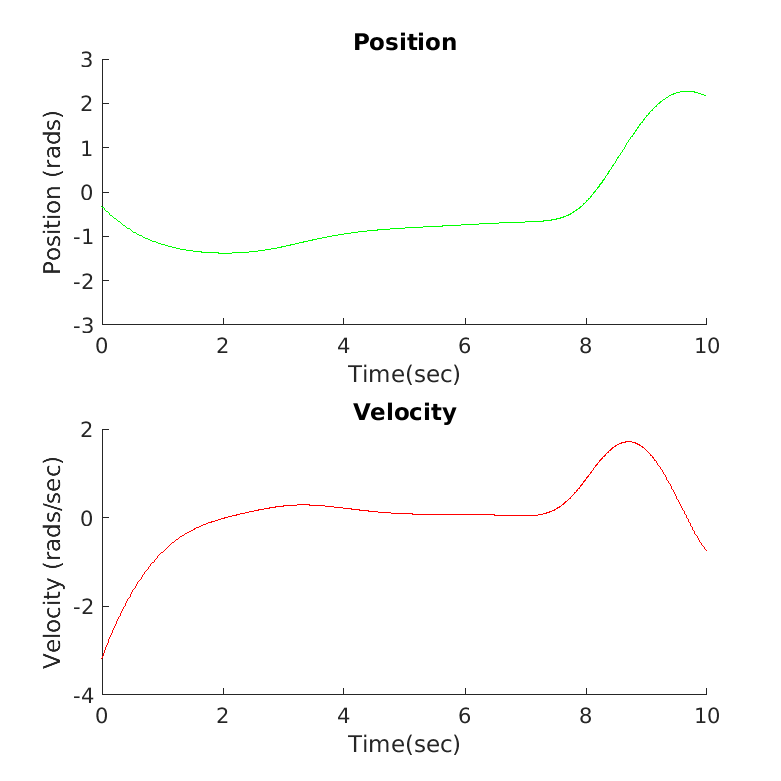 Position
Position (rads)
3
2
1
0
-1
-2
-3
0 2 4 6 8 10
Time(sec)
Velocity
Velocity (rads/sec)
2
0
-2
-4
0 2 4 6 8 10
Time(sec)